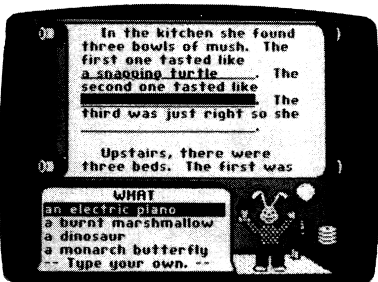 In the kitchen she found
three bowls of mush. The
first one tasted like
a snapping turtle. The
second one tasted like
. The
third was just right so she
.
Upstairs, there were
three beds. The first was
WHAT
an electric piano
a burnt marshmallow
a dinosaur
a monarch butterfly
-- Type your own. --